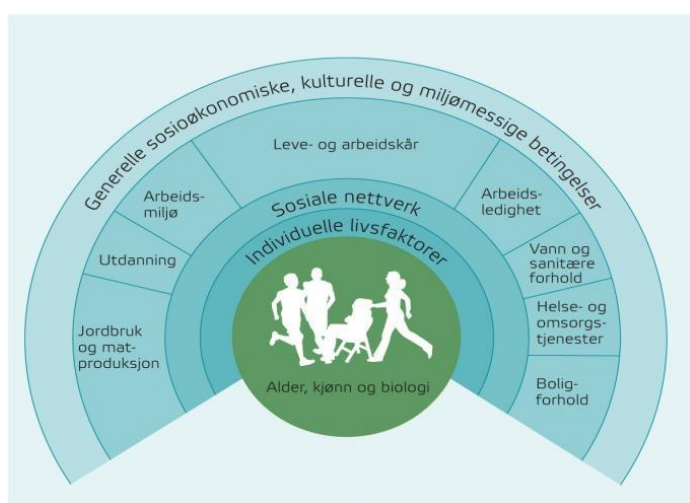 Generelle sosioøkonomiske, kulturelle og miljømessige betingelser
Leve- og arbeidskår
Arbeids-
miljø
Utdanning
Jordbruk
og mat-
produksjon
Arbeids-
ledighet
Vann og
sanitære
forhold
Helse- og
omsorgs-
tjenester
Bolig-
forhold
Sosiale nettverk
Individuelle livsfaktorer
Alder, kjønn og biologi